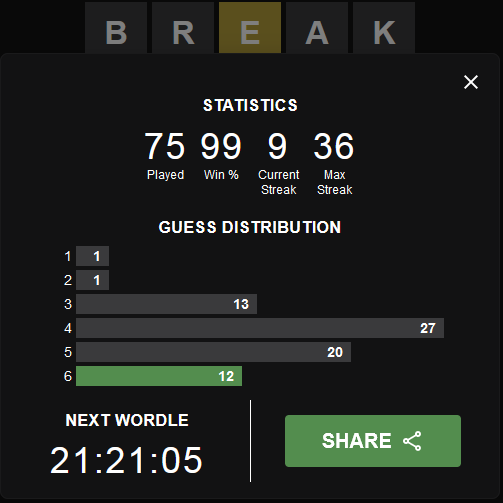 B R E A K
STATISTICS
75 99 9 36
Played Win % Current Streak Max Streak
GUESS DISTRIBUTION
1 1
2 1
3 13
4 27
5 20
6 12
NEXT WORDLE
21:21:05
SHARE